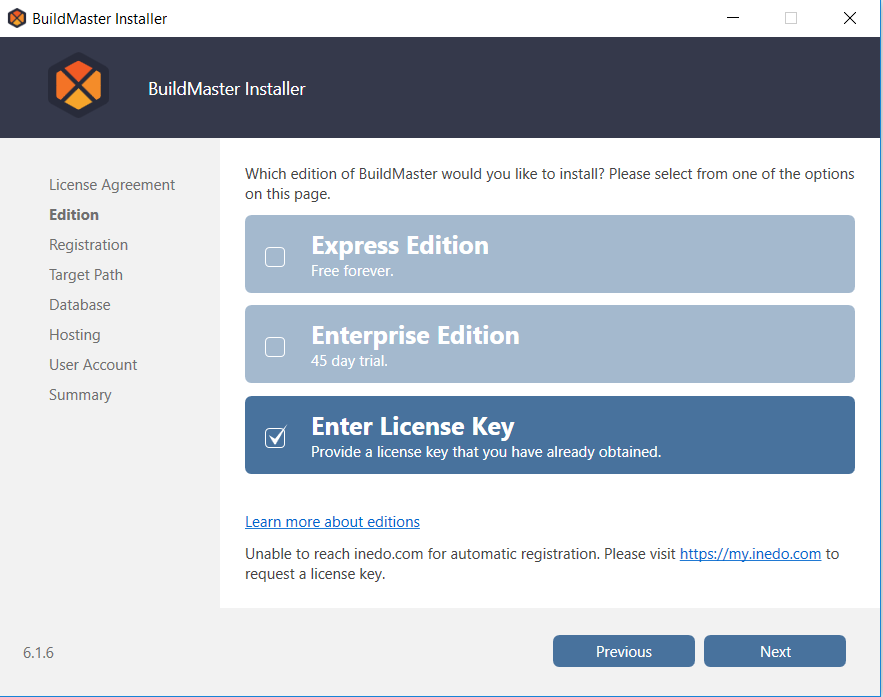 BuildMaster Installer
BuildMaster Installer
License Agreement
Edition
Registration
Target Path
Database
Hosting
User Account
Summary
Which edition of BuildMaster would you like to install? Please select from one of the options
on this page.
Express Edition
Free forever.
Enterprise Edition
45 day trial.
Enter License Key
Provide a license key that you have already obtained.
Learn more about editions
Unable to reach inedo.com for automatic registration. Please visit https://my.inedo.com to
request a license key.
6.1.6
Previous
Next